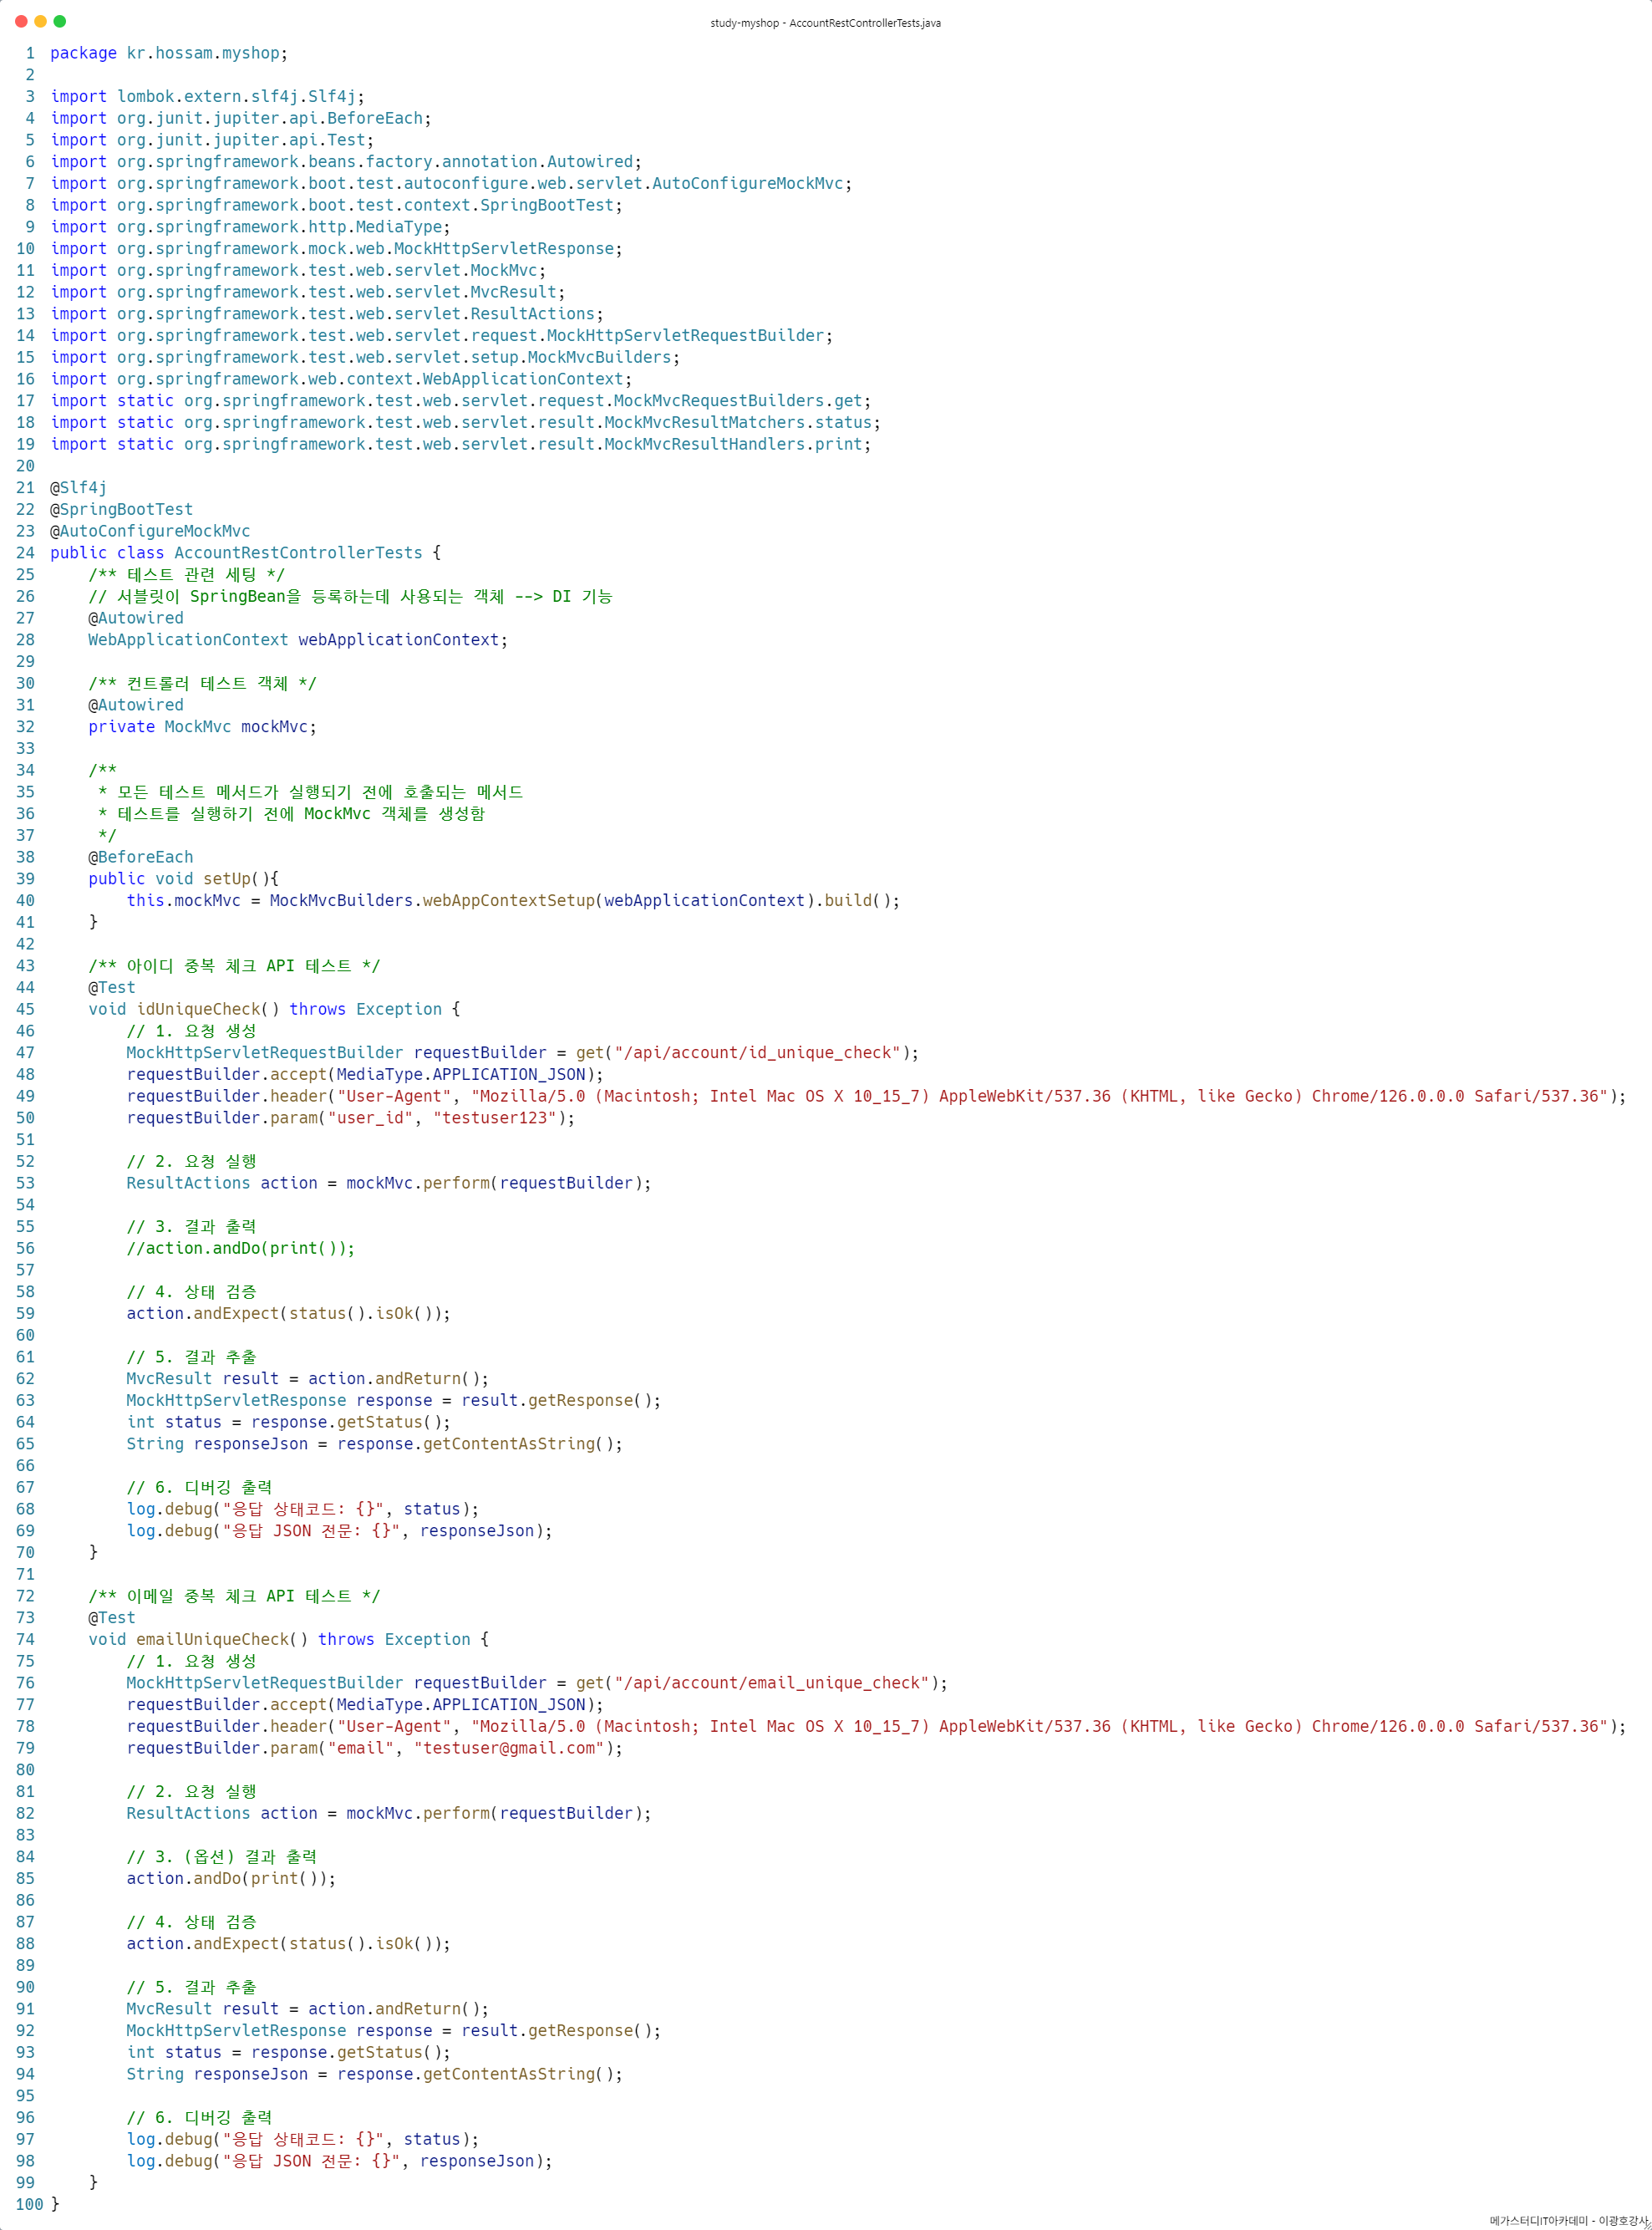 study-myshop - AccountRestControllerTests.java
1 package kr.hossam.myshop;
2
3 import lombok.extern.slf4j.Slf4j;
4 import org.junit.jupiter.api.BeforeEach;
5 import org.junit.jupiter.api.Test;
6 import org.springframework.beans.factory.annotation.Autowired;
7 import org.springframework.boot.test.autoconfigure.web.servlet.AutoConfigureMockMvc;
8 import org.springframework.boot.test.context.SpringBootTest;
9 import org.springframework.http.MediaType;
10 import org.springframework.mock.web.MockHttpServletResponse;
11 import org.springframework.test.web.servlet.MockMvc;
12 import org.springframework.test.web.servlet.MvcResult;
13 import org.springframework.test.web.servlet.ResultActions;
14 import org.springframework.test.web.servlet.request.MockHttpServletRequestBuilder;
15 import org.springframework.test.web.servlet.setup.MockMvcBuilders;
16 import org.springframework.web.context.WebApplicationContext;
17 import static org.springframework.test.web.servlet.request.MockMvcRequestBuilders.get;
18 import static org.springframework.test.web.servlet.result.MockMvcResultMatchers.status;
19 import static org.springframework.test.web.servlet.result.MockMvcResultHandlers.print;
20
21 @Slf4j
22 @SpringBootTest
23 @AutoConfigureMockMvc
24 public class AccountRestControllerTests {
25     /** 테스트 관련 세팅 */
26     // 서블릿이 SpringBean을 등록하는데 사용되는 객체 --> DI 기능
27     @Autowired
28     WebApplicationContext webApplicationContext;
29
30     /** 컨트롤러 테스트 객체 */
31     @Autowired
32     private MockMvc mockMvc;
33
34     /**
35      * 모든 테스트 메서드가 실행되기 전에 호출되는 메서드
36      * 테스트를 실행하기 전에 MockMvc 객체를 생성함
37      */
38     @BeforeEach
39     public void setUp(){
40         this.mockMvc = MockMvcBuilders.webAppContextSetup(webApplicationContext).build();
41     }
42
43     /** 아이디 중복 체크 API 테스트 */
44     @Test
45     void idUniqueCheck() throws Exception {
46         // 1. 요청 생성
47         MockHttpServletRequestBuilder requestBuilder = get("/api/account/id_unique_check");
48         requestBuilder.accept(MediaType.APPLICATION_JSON);
49         requestBuilder.header("User-Agent", "Mozilla/5.0 (Macintosh; Intel Mac OS X 10_15_7) AppleWebKit/537.36 (KHTML, like Gecko) Chrome/126.0.0.0 Safari/537.36");
50         requestBuilder.param("user_id", "testuser123");
51
52         // 2. 요청 실행
53         ResultActions action = mockMvc.perform(requestBuilder);
54
55         // 3. 결과 출력
56         //action.andDo(print());
57
58         // 4. 상태 검증
59         action.andExpect(status().isOk());
60
61         // 5. 결과 추출
62         MvcResult result = action.andReturn();
63         MockHttpServletResponse response = result.getResponse();
64         int status = response.getStatus();
65         String responseJson = response.getContentAsString();
66
67         // 6. 디버깅 출력
68         log.debug("응답 상태코드: {}", status);
69         log.debug("응답 JSON 전문: {}", responseJson);
70     }
71
72     /** 이메일 중복 체크 API 테스트 */
73     @Test
74     void emailUniqueCheck() throws Exception {
75         // 1. 요청 생성
76         MockHttpServletRequestBuilder requestBuilder = get("/api/account/email_unique_check");
77         requestBuilder.accept(MediaType.APPLICATION_JSON);
78         requestBuilder.header("User-Agent", "Mozilla/5.0 (Macintosh; Intel Mac OS X 10_15_7) AppleWebKit/537.36 (KHTML, like Gecko) Chrome/126.0.0.0 Safari/537.36");
79         requestBuilder.param("email", "testuser@gmail.com");
80
81         // 2. 요청 실행
82         ResultActions action = mockMvc.perform(requestBuilder);
83
84         // 3. (옵션) 결과 출력
85         action.andDo(print());
86
87         // 4. 상태 검증
88         action.andExpect(status().isOk());
89
90         // 5. 결과 추출
91         MvcResult result = action.andReturn();
92         MockHttpServletResponse response = result.getResponse();
93         int status = response.getStatus();
94         String responseJson = response.getContentAsString();
95
96         // 6. 디버깅 출력
97         log.debug("응답 상태코드: {}", status);
98         log.debug("응답 JSON 전문: {}", responseJson);
99     }
100 }
메가스터디IT아카데미 - 이광호강사